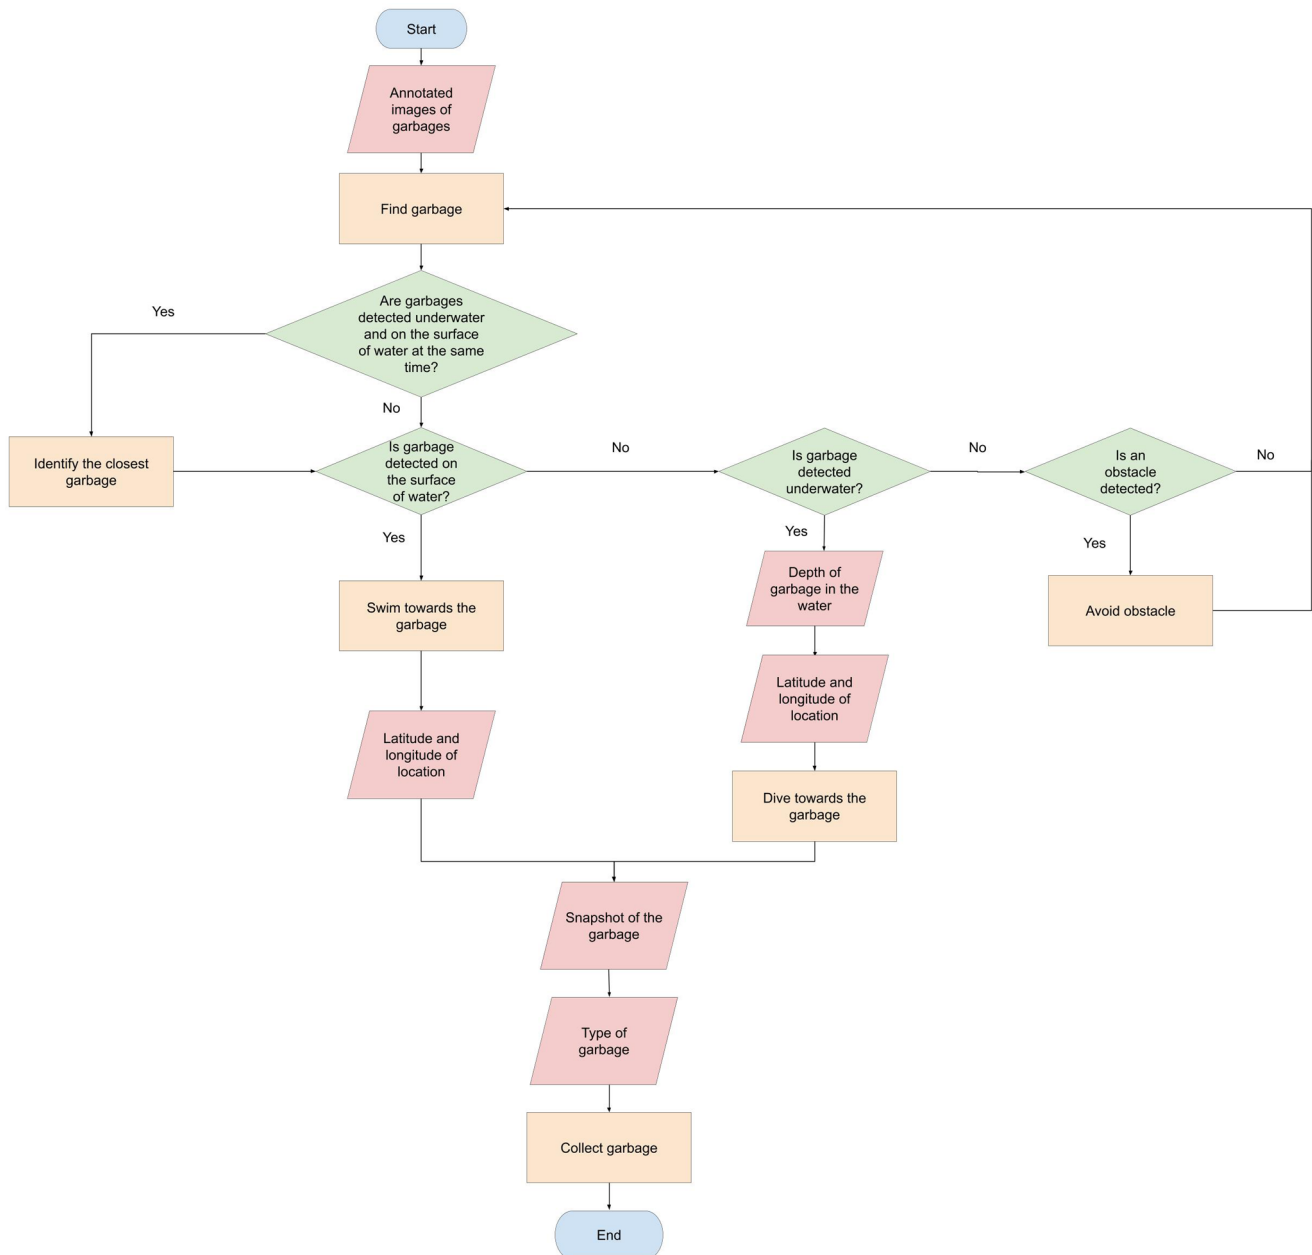 Start
Annotated
images of
garbages
Find garbage
Are garbages
detected underwater
and on the surface
of water at the same
time?
Yes
No
Identify the closest
garbage
Is garbage
detected on
the surface
of water?
No
Is garbage
detected
underwater?
No
Is an
obstacle
detected?
No
Yes
Yes
Yes
Swim towards the
garbage
Depth of
garbage in the
water
Avoid obstacle
Latitude and
longitude of
location
Latitude and
longitude of
location
Dive towards the
garbage
Snapshot of the
garbage
Type of
garbage
Collect garbage
End